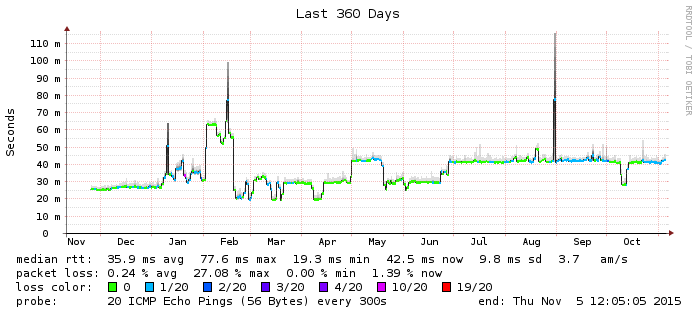 Last 360 Days
RRDTOOL / TOBI OETIKER
Seconds
110 m
100 m
90 m
80 m
70 m
60 m
50 m
40 m
30 m
20 m
10 m
0
Nov Dec Jan Feb Mar Apr May Jun Jul Aug Sep Oct
median rtt: 35.9 ms avg 77.6 ms max 19.3 ms min 42.5 ms now 9.8 ms sd 3.7 am/s
packet loss: 0.24 % avg 27.08 % max 0.00 % min 1.39 % now
loss color: 0 1/20 2/20 3/20 4/20 10/20 19/20
probe: 20 ICMP Echo Pings (56 Bytes) every 300s end: Thu Nov 5 12:05:05 2015